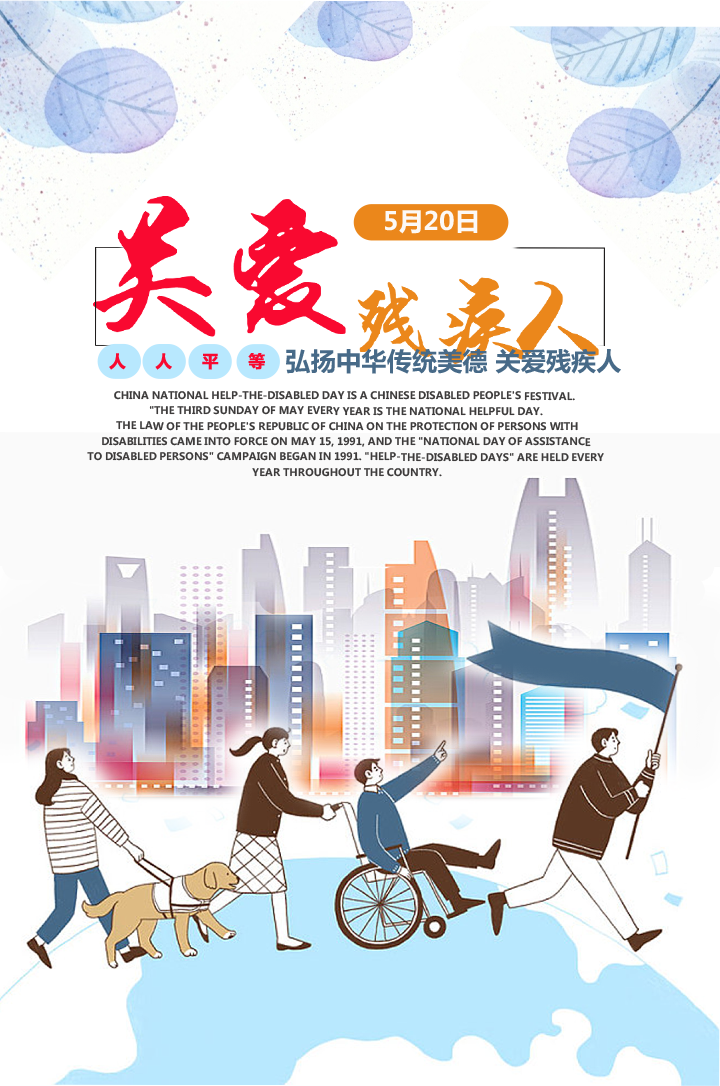 5月20日
关爱
残疾人
人人平等 弘扬中华传统美德 关爱残疾人
CHINA NATIONAL HELP-THE-DISABLED DAY IS A CHINESE DISABLED PEOPLE'S FESTIVAL.
"THE THIRD SUNDAY OF MAY EVERY YEAR IS THE NATIONAL HELPFUL DAY.
THE LAW OF THE PEOPLE'S REPUBLIC OF CHINA ON THE PROTECTION OF PERSONS WITH
DISABILITIES CAME INTO FORCE ON MAY 15, 1991, AND THE "NATIONAL DAY OF ASSISTANCE
TO DISABLED PERSONS" CAMPAIGN BEGAN IN 1991. "HELP-THE-DISABLED DAYS" ARE HELD EVERY
YEAR THROUGHOUT THE COUNTRY.